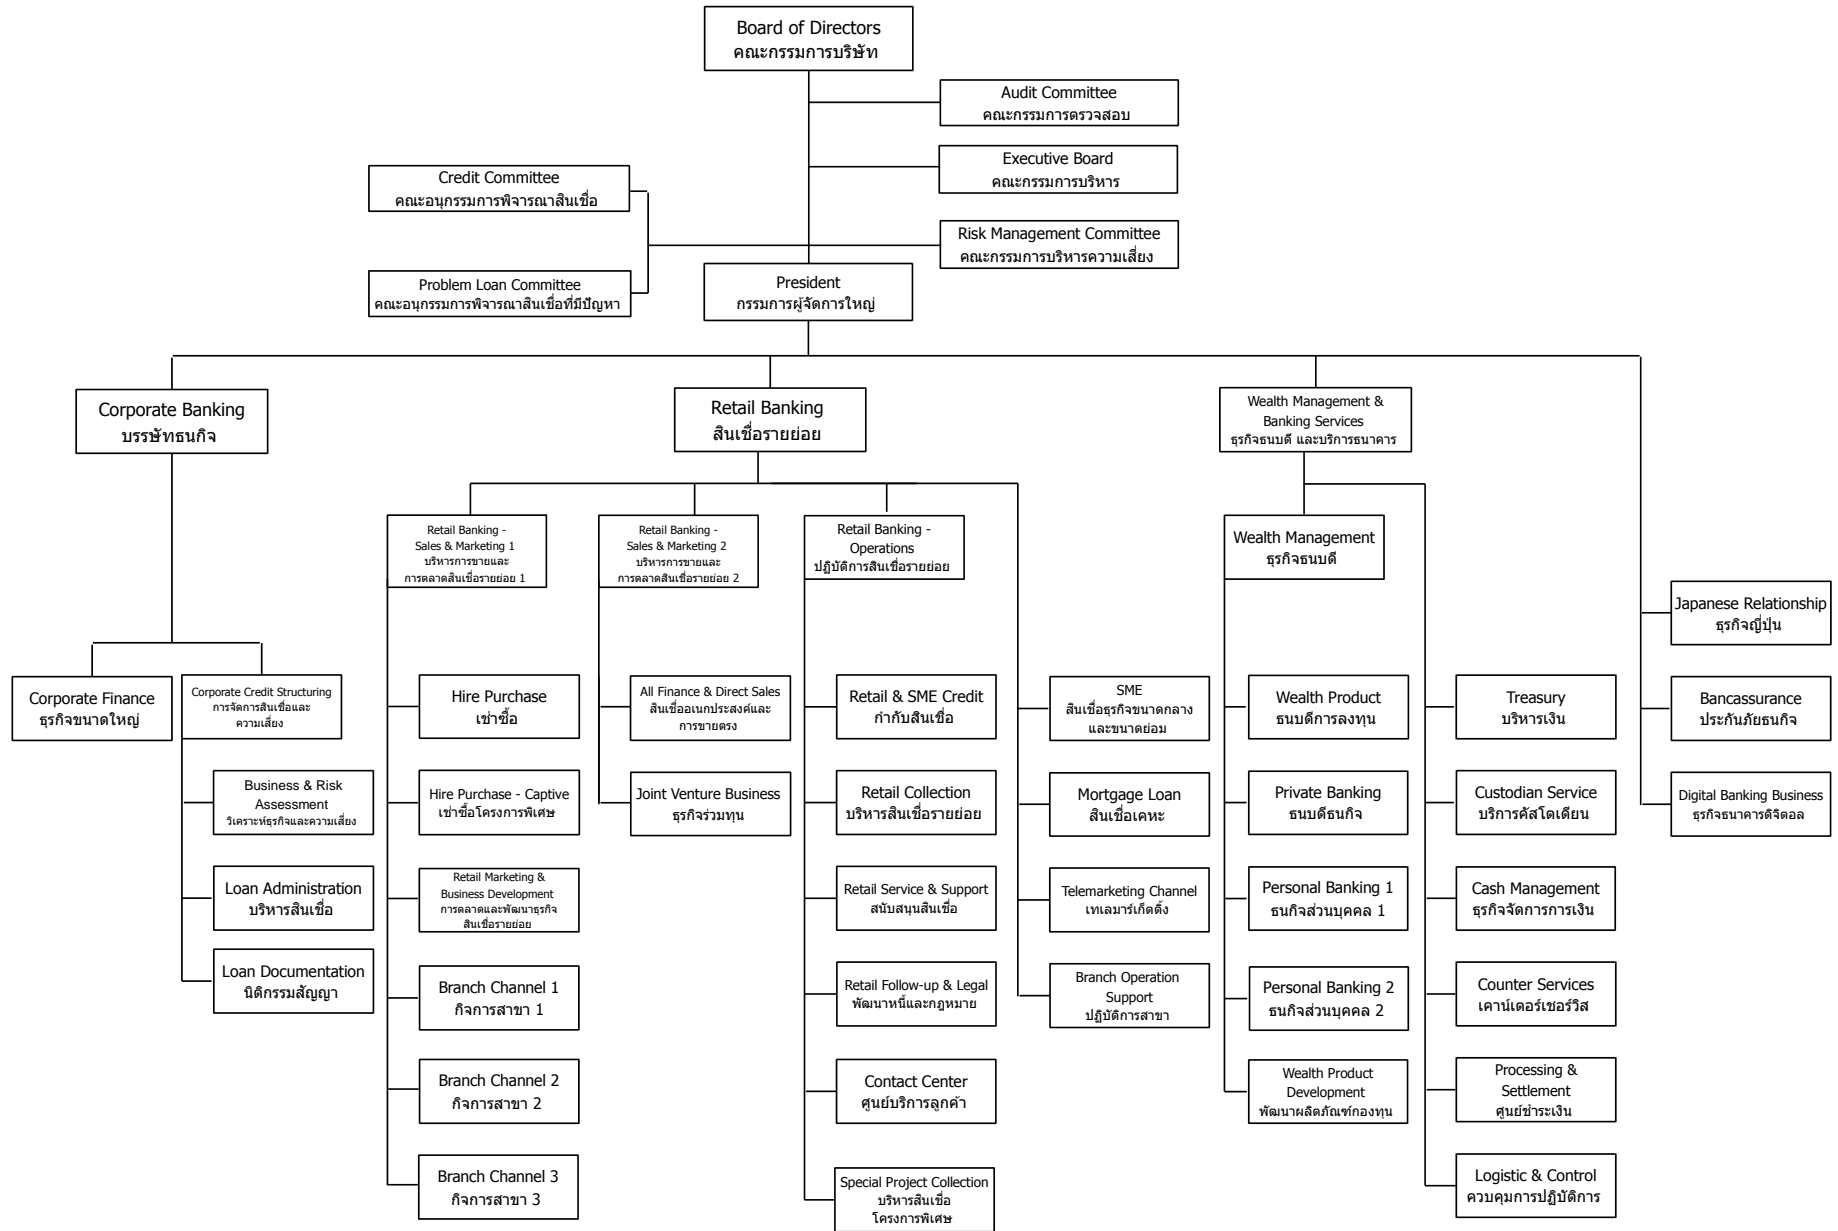 Board of Directors
คณะกรรมการบริษัท
Audit Committee
คณะกรรมการตรวจสอบ
Executive Board
คณะกรรมการบริหาร
Credit Committee
คณะอนุกรรมการพิจารณาสินเชื่อ
Risk Management Committee
คณะกรรมการบริหารความเสี่ยง
Problem Loan Committee
คณะอนุกรรมการพิจารณาสินเชื่อที่มีปัญหา
President
กรรมการผู้จัดการใหญ่
Corporate Banking
บรรษัทธนกิจ
Retail Banking
สินเชื่อรายย่อย
Wealth Management &
Banking Services
ธุรกิจธนบดี และบริการธนาคาร
Retail Banking -
Sales & Marketing 1
บริหารการขายและ
การตลาดสินเชื่อรายย่อย 1
Retail Banking -
Sales & Marketing 2
บริหารการขายและ
การตลาดสินเชื่อรายย่อย 2
Retail Banking -
Operations
ปฏิบัติการสินเชื่อรายย่อย
Wealth Management
ธุรกิจธนบดี
Japanese Relationship
ธุรกิจญี่ปุ่น
Corporate Finance
ธุรกิจขนาดใหญ่
Corporate Credit Structuring
การจัดการสินเชื่อและ
ความเสี่ยง
Hire Purchase
เช่าซื้อ
All Finance & Direct Sales
สินเชื่ออเนกประสงค์และ
การขายตรง
Retail & SME Credit
กำกับสินเชื่อ
SME
สินเชื่อธุรกิจขนาดกลาง
และขนาดย่อม
Wealth Product
ธนบดีการลงทุน
Treasury
บริหารเงิน
Bancassurance
ประกันภัยธนกิจ
Business & Risk
Assessment
วิเคราะห์ธุรกิจและความเสี่ยง
Hire Purchase - Captive
เช่าซื้อโครงการพิเศษ
Joint Venture Business
ธุรกิจร่วมทุน
Retail Collection
บริหารสินเชื่อรายย่อย
Mortgage Loan
สินเชื่อเคหะ
Private Banking
ธนบดีธนกิจ
Custodian Service
บริการคัสโตเดียน
Digital Banking Business
ธุรกิจธนาคารดิจิตอล
Loan Administration
บริหารสินเชื่อ
Retail Marketing &
Business Development
การตลาดและพัฒนาธุรกิจ
สินเชื่อรายย่อย
Retail Service & Support
สนับสนุนสินเชื่อ
Telemarketing Channel
เทเลมาร์เก็ตติ้ง
Personal Banking 1
ธนกิจส่วนบุคคล 1
Cash Management
ธุรกิจจัดการการเงิน
Loan Documentation
นิติกรรมสัญญา
Branch Channel 1
กิจการสาขา 1
Retail Follow-up & Legal
พัฒนาหนี้และกฎหมาย
Branch Operation
Support
ปฏิบัติการสาขา
Personal Banking 2
ธนกิจส่วนบุคคล 2
Counter Services
เคาน์เตอร์เซอร์วิส
Branch Channel 2
กิจการสาขา 2
Contact Center
ศูนย์บริการลูกค้า
Wealth Product
Development
พัฒนาผลิตภัณฑ์กองทุน
Processing &
Settlement
ศูนย์ชำระเงิน
Branch Channel 3
กิจการสาขา 3
Special Project Collection
บริหารสินเชื่อ
โครงการพิเศษ
Logistic & Control
ควบคุมการปฏิบัติการ